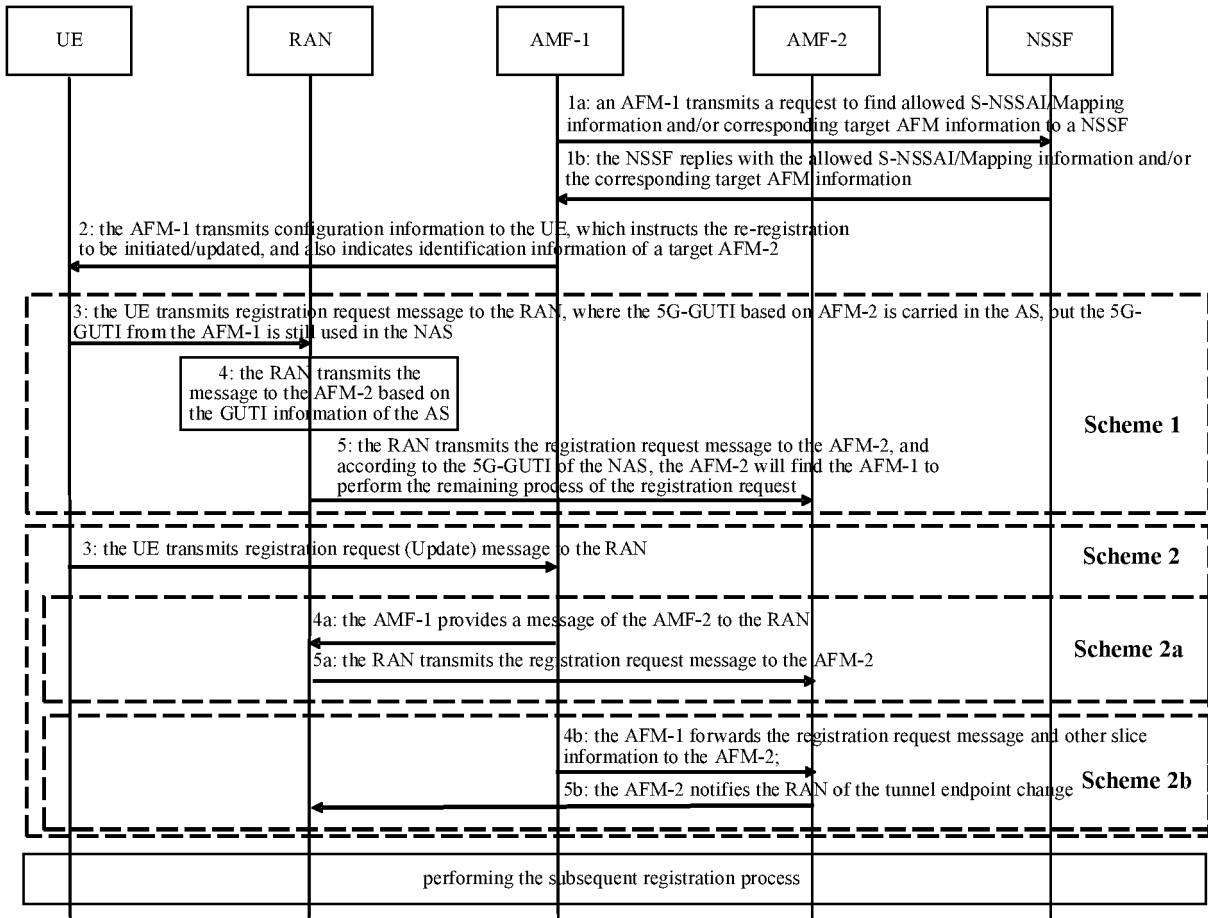 UE
RAN
AMF-1
AMF-2
NSSF
1a: an AFM-1 transmits a request to find allowed S-NSSAI/Mapping
information and/or corresponding target AFM information to a NSSF
1b: the NSSF replies with the allowed S-NSSAI/Mapping information and/or
the corresponding target AFM information
2: the AFM-1 transmits configuration information to the UE, which instructs the re-registration
to be initiated/updated, and also indicates identification information of a target AFM-2
3: the UE transmits registration request message to the RAN, where the 5G-GUTI based on AFM-2 is carried in the AS, but the 5G-
GUTI from the AFM-1 is still used in the NAS
4: the RAN transmits the
message to the AFM-2 based on
the GUTI information of the AS
Scheme 1
5: the RAN transmits the registration request message to the AFM-2, and
according to the 5G-GUTI of the NAS, the AFM-2 will find the AFM-1 to
perform the remaining process of the registration request
3: the UE transmits registration request (Update) message to the RAN
Scheme 2
4a: the AMF-1 provides a message of the AMF-2 to the RAN
5a: the RAN transmits the registration request message to the AFM-2
Scheme 2a
4b: the AFM-1 forwards the registration request message and other slice
information to the AFM-2;
5b: the AFM-2 notifies the RAN of the tunnel endpoint change
Scheme 2b
performing the subsequent registration process